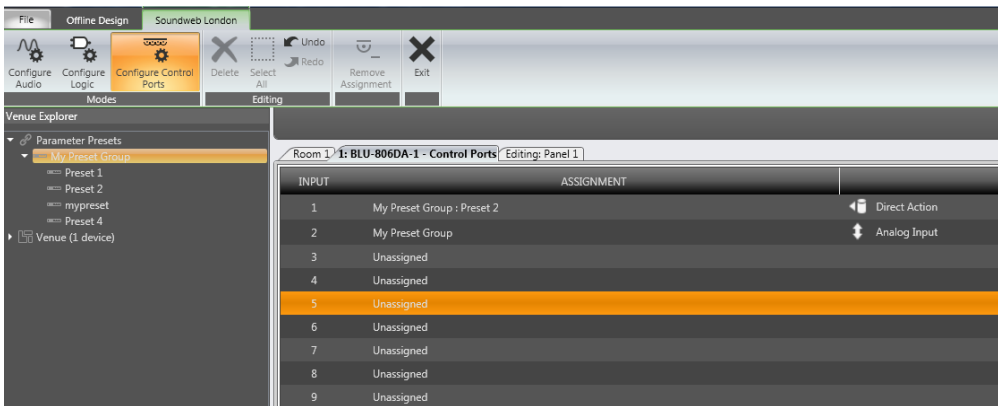 File Offline Design Soundweb London
Undo
Redo
Configure Audio Configure Logic Configure Control Ports Delete Select All Remove Assignment Exit
Modes Editing
Venue Explorer
Parameter Presets
My Preset Group
Preset 1
Preset 2
mypreset
Preset 4
Venue (1 device)
Room 1 1: BLU-806DA-1 - Control Ports Editing: Panel 1
INPUT ASSIGNMENT
1 My Preset Group : Preset 2 Direct Action
2 My Preset Group Analog Input
3 Unassigned
4 Unassigned
5 Unassigned
6 Unassigned
7 Unassigned
8 Unassigned
9 Unassigned